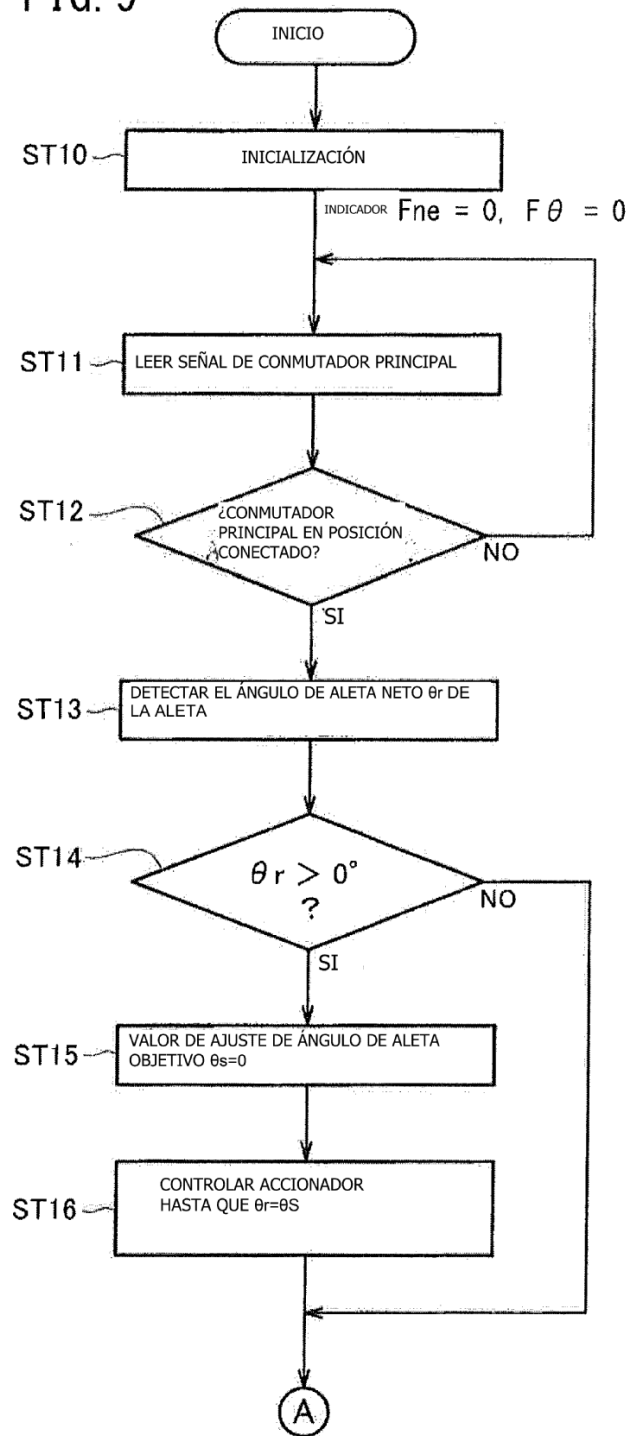 INICIO
ST10
INICIALIZACIÓN
INDICADOR Fne = 0, Fθ = 0
ST11
LEER SEÑAL DE CONMUTADOR PRINCIPAL
ST12
¿CONMUTADOR
PRINCIPAL EN POSICIÓN
CONECTADO?
NO
SI
ST13
DETECTAR EL ÁNGULO DE ALETA NETO θr DE
LA ALETA
ST14
θr > 0°
?
NO
SI
ST15
VALOR DE AJUSTE DE ÁNGULO DE ALETA
OBJETIVO θs=0
ST16
CONTROLAR ACCIONADOR
HASTA QUE θr=θS
A